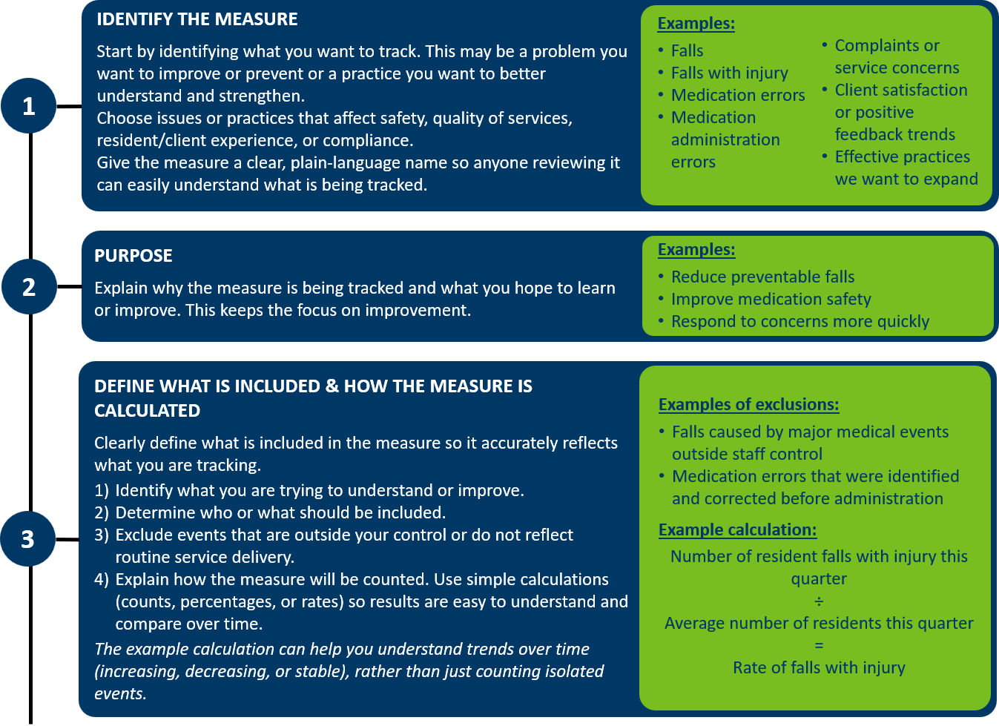 1
IDENTIFY THE MEASURE
Start by identifying what you want to track. This may be a problem you
want to improve or prevent or a practice you want to better
understand and strengthen.
Choose issues or practices that affect safety, quality of services,
resident/client experience, or compliance.
Give the measure a clear, plain-language name so anyone reviewing it
can easily understand what is being tracked.
Examples:
• Falls
• Falls with injury
• Medication errors
• Medication
administration
errors
• Complaints or
service concerns
• Client satisfaction
or positive
feedback trends
• Effective practices
we want to expand
2
PURPOSE
Explain why the measure is being tracked and what you hope to learn
or improve. This keeps the focus on improvement.
Examples:
• Reduce preventable falls
• Improve medication safety
• Respond to concerns more quickly
3
DEFINE WHAT IS INCLUDED & HOW THE MEASURE IS
CALCULATED
Clearly define what is included in the measure so it accurately reflects
what you are tracking.
1) Identify what you are trying to understand or improve.
2) Determine who or what should be included.
3) Exclude events that are outside your control or do not reflect
routine service delivery.
4) Explain how the measure will be counted. Use simple calculations
(counts, percentages, or rates) so results are easy to understand and
compare over time.
The example calculation can help you understand trends over time
(increasing, decreasing, or stable), rather than just counting isolated
events.
Examples of exclusions:
• Falls caused by major medical events
outside staff control
• Medication errors that were identified
and corrected before administration
Example calculation:
Number of resident falls with injury this
quarter
÷
Average number of residents this quarter
=
Rate of falls with injury